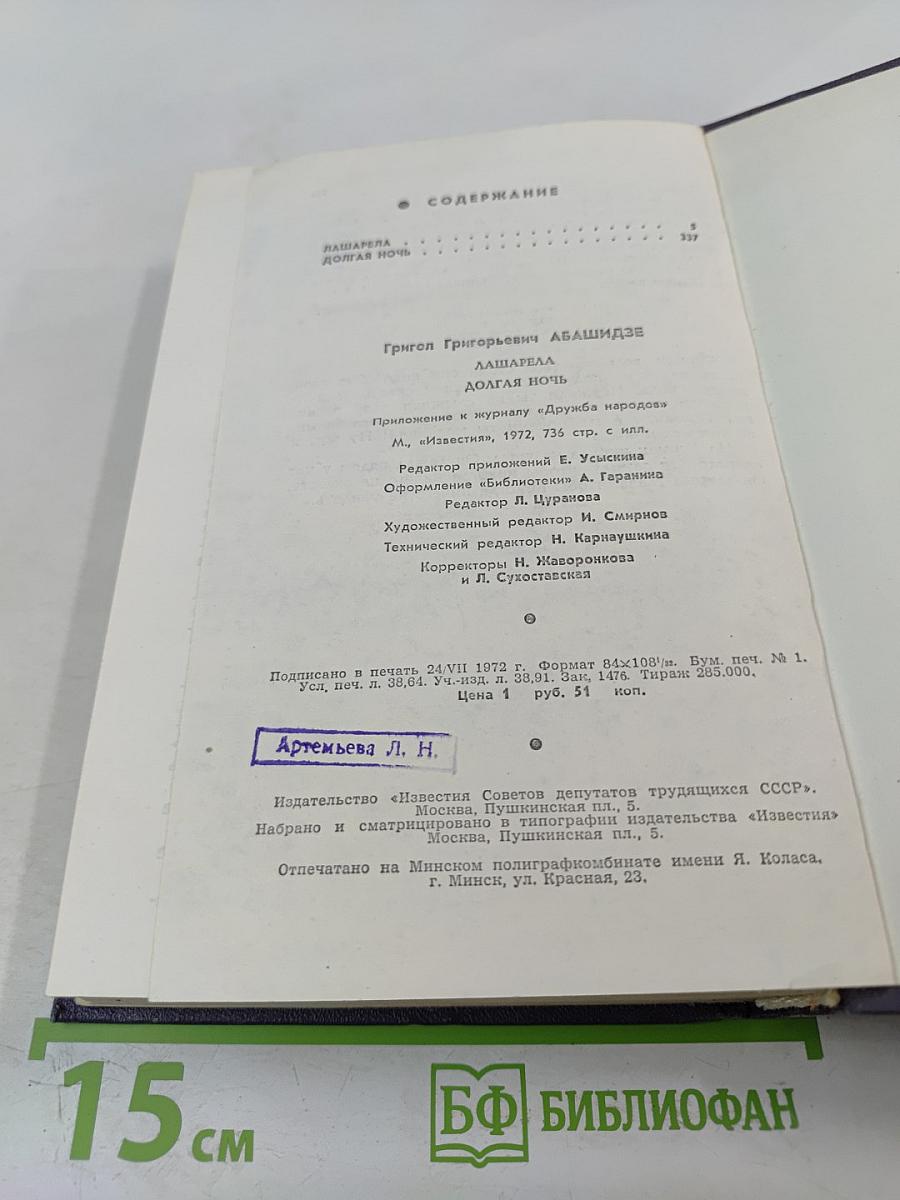 СОДЕРЖАНИЕ
ЛАШАРЕЛА . . . . . . . . . . . . . . . . 5
ДОЛГАЯ НОЧЬ . . . . . . . . . . . . . . . 337
Григол Григорьевич АБАШИДЗЕ
ЛАШАРЕЛА
ДОЛГАЯ НОЧЬ
Приложение к журналу «Дружба народов»
М., «Известия», 1972, 736 стр. с илл.
Редактор приложений Е. Усыскина
Оформление «Библиотеки» А. Гаранина
Редактор Л. Цуранова
Художественный редактор И. Смирнов
Технический редактор Н. Карнаушкина
Корректоры Н. Жаворонкова
и Л. Сухоставская
Подписано в печать 24/VII 1972 г. Формат 84×108¹/₃₂. Бум. печ. № 1.
Усл. печ. л. 38,64. Уч.-изд. л. 38,91. Зак. 1476. Тираж 285.000.
Цена 1 руб. 51 коп.
Артемьева Л. Н.
Издательство «Известия Советов депутатов трудящихся СССР».
Москва, Пушкинская пл., 5.
Набрано и сматрицировано в типографии издательства «Известия»
Москва, Пушкинская пл., 5.
Отпечатано на Минском полиграфкомбинате имени Я. Коласа.
г. Минск, ул. Красная, 23.
15 см
БФ БИБЛИОФАН